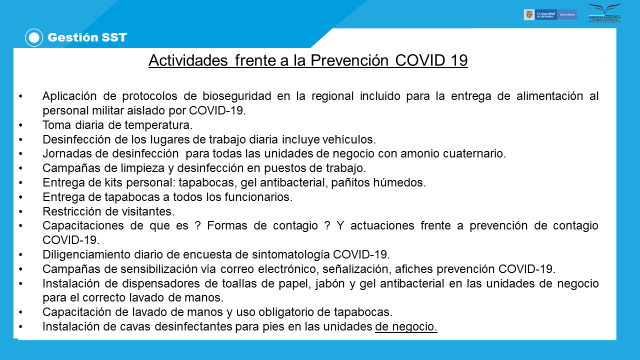 Gestión SST
Actividades frente a la Prevención COVID 19
• Aplicación de protocolos de bioseguridad en la regional incluido para la entrega de alimentación al
personal militar aislado por COVID-19.
• Toma diaria de temperatura.
• Desinfección de los lugares de trabajo diaria incluye vehículos.
• Jornadas de desinfección para todas las unidades de negocio con amonio cuaternario.
• Campañas de limpieza y desinfección en puestos de trabajo.
• Entrega de kits personal: tapabocas, gel antibacterial, pañitos húmedos.
• Entrega de tapabocas a todos los funcionarios.
• Restricción de visitantes.
• Capacitaciones de que es ? Formas de contagio ? Y actuaciones frente a prevención de contagio
COVID-19.
• Diligenciamiento diario de encuesta de sintomatología COVID-19.
• Campañas de sensibilización vía correo electrónico, señalización, afiches prevención COVID-19.
• Instalación de dispensadores de toallas de papel, jabón y gel antibacterial en las unidades de negocio
para el correcto lavado de manos.
• Capacitación de lavado de manos y uso obligatorio de tapabocas.
• Instalación de cavas desinfectantes para pies en las unidades de negocio.